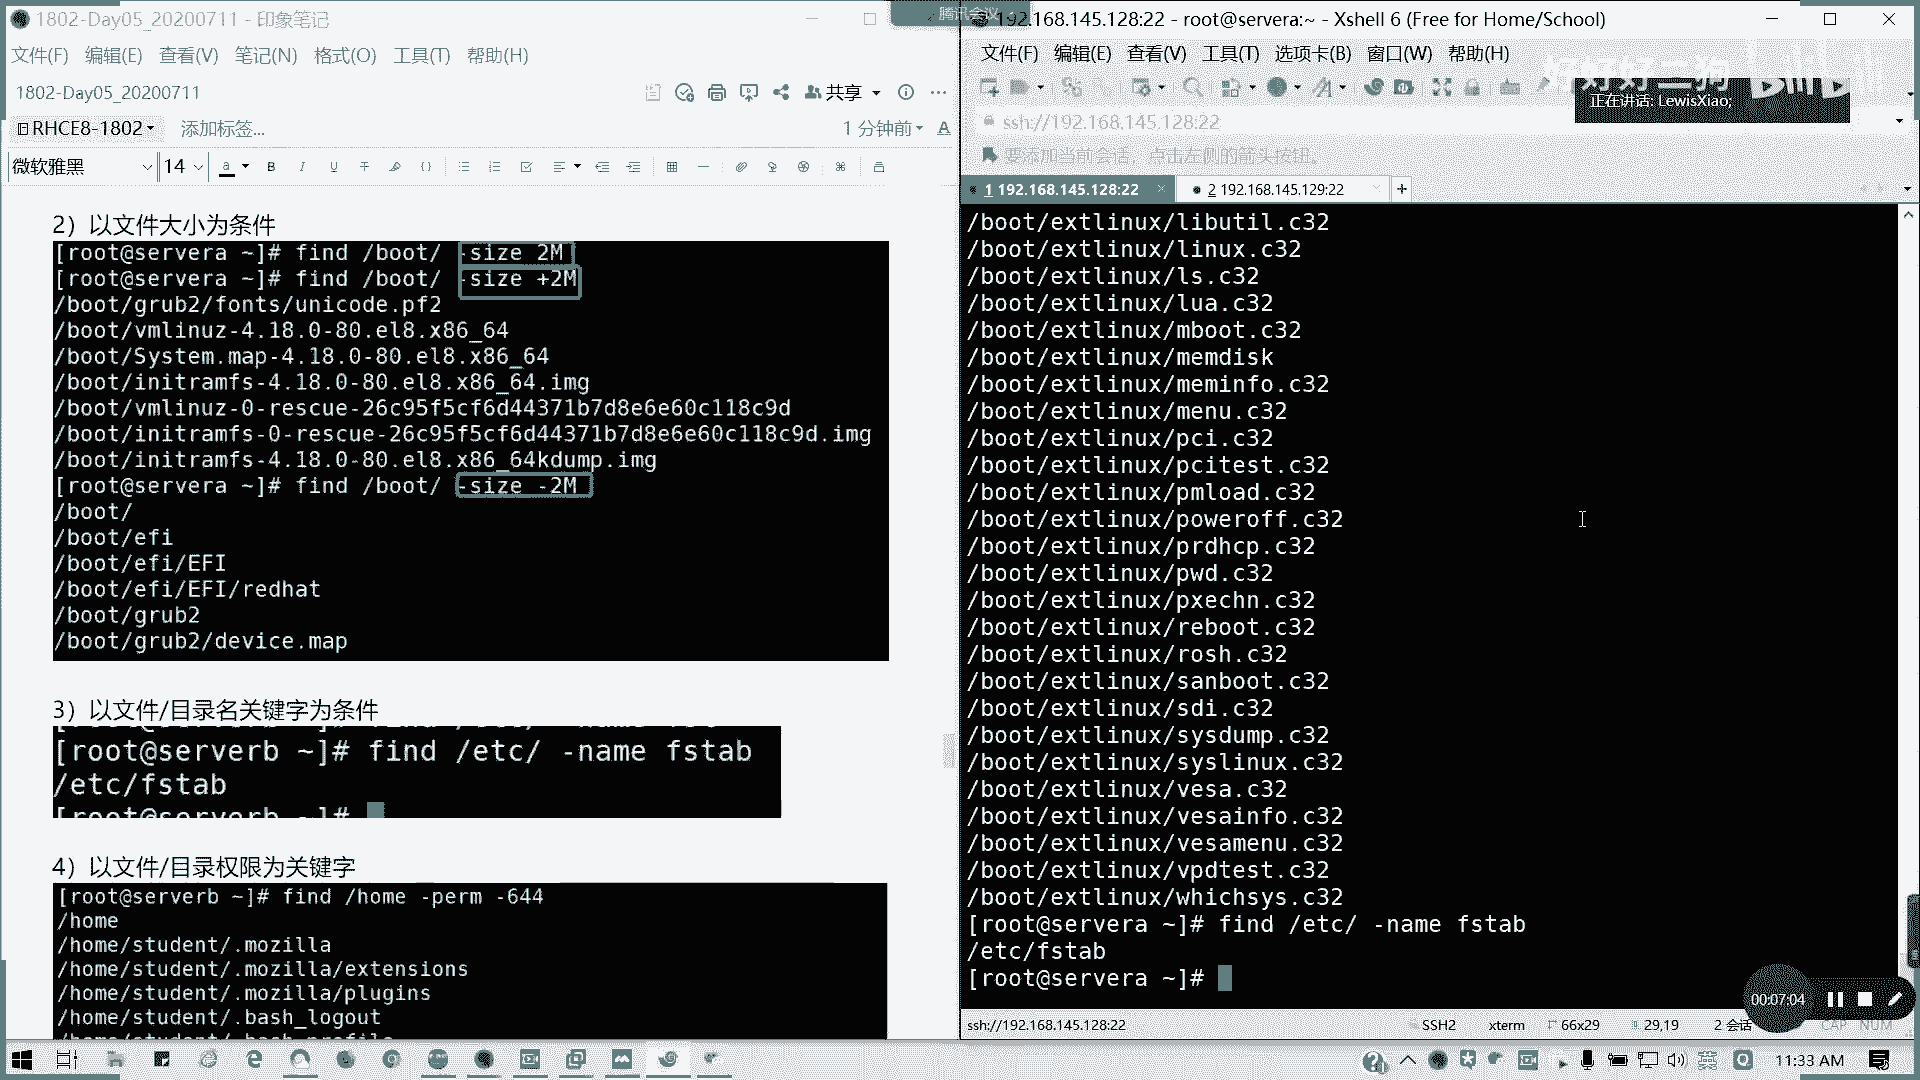 1802-Day05_20200711 - 印象笔记
文件(F) 编辑(E) 查看(V) 笔记(N) 格式(O) 工具(T) 帮助(H)
1802-Day05_20200711
共享
RHCE8-1802
添加标签...
1 分钟前
微软雅黑 14
2）以文件大小为条件
[root@servera ~]# find /boot/ -size 2M
[root@servera ~]# find /boot/ -size +2M
/boot/grub2/fonts/unicode.pf2
/boot/vmlinuz-4.18.0-80.el8.x86_64
/boot/System.map-4.18.0-80.el8.x86_64
/boot/initramfs-4.18.0-80.el8.x86_64.img
/boot/vmlinuz-0-rescue-26c95f5cf6d44371b7d8e6e60c118c9d
/boot/initramfs-0-rescue-26c95f5cf6d44371b7d8e6e60c118c9d.img
/boot/initramfs-4.18.0-80.el8.x86_64kdump.img
[root@servera ~]# find /boot/ -size -2M
/boot/
/boot/efi
/boot/efi/EFI
/boot/efi/EFI/redhat
/boot/grub2
/boot/grub2/device.map
3）以文件/目录名关键字为条件
[root@serverb ~]# find /etc/ -name fstab
/etc/fstab
[root@serverb ~]#
4）以文件/目录权限为关键字
[root@serverb ~]# find /home -perm -644
/home
/home/student/.mozilla
/home/student/.mozilla/extensions
/home/student/.mozilla/plugins
/home/student/.bash_logout
/home/student/.bash_profile
腾讯会议
192.168.145.128:22 - root@servera:~ - Xshell 6 (Free for Home/School)
文件(F) 编辑(E) 查看(V) 工具(T) 选项卡(B) 窗口(W) 帮助(H)
好好好二狗
bilibili
正在讲话: LewisXiao;
ssh://192.168.145.128:22
要添加当前会话，点击左侧的箭头按钮。
1 192.168.145.128:22
2 192.168.145.129:22
/boot/extlinux/libutil.c32
/boot/extlinux/linux.c32
/boot/extlinux/ls.c32
/boot/extlinux/lua.c32
/boot/extlinux/mboot.c32
/boot/extlinux/memdisk
/boot/extlinux/meminfo.c32
/boot/extlinux/menu.c32
/boot/extlinux/pci.c32
/boot/extlinux/pcitest.c32
/boot/extlinux/pmload.c32
/boot/extlinux/poweroff.c32
/boot/extlinux/prdhcp.c32
/boot/extlinux/pwd.c32
/boot/extlinux/pxechn.c32
/boot/extlinux/reboot.c32
/boot/extlinux/rosh.c32
/boot/extlinux/sanboot.c32
/boot/extlinux/sdi.c32
/boot/extlinux/sysdump.c32
/boot/extlinux/syslinux.c32
/boot/extlinux/vesa.c32
/boot/extlinux/vesainfo.c32
/boot/extlinux/vesamenu.c32
/boot/extlinux/vpdtest.c32
/boot/extlinux/whichsys.c32
[root@servera ~]# find /etc/ -name fstab
/etc/fstab
[root@servera ~]#
00:07:04
ssh://192.168.145.128:22 SSH2 xterm 66x29 29,19 2 会话 CAP NUM
英
11:33 AM